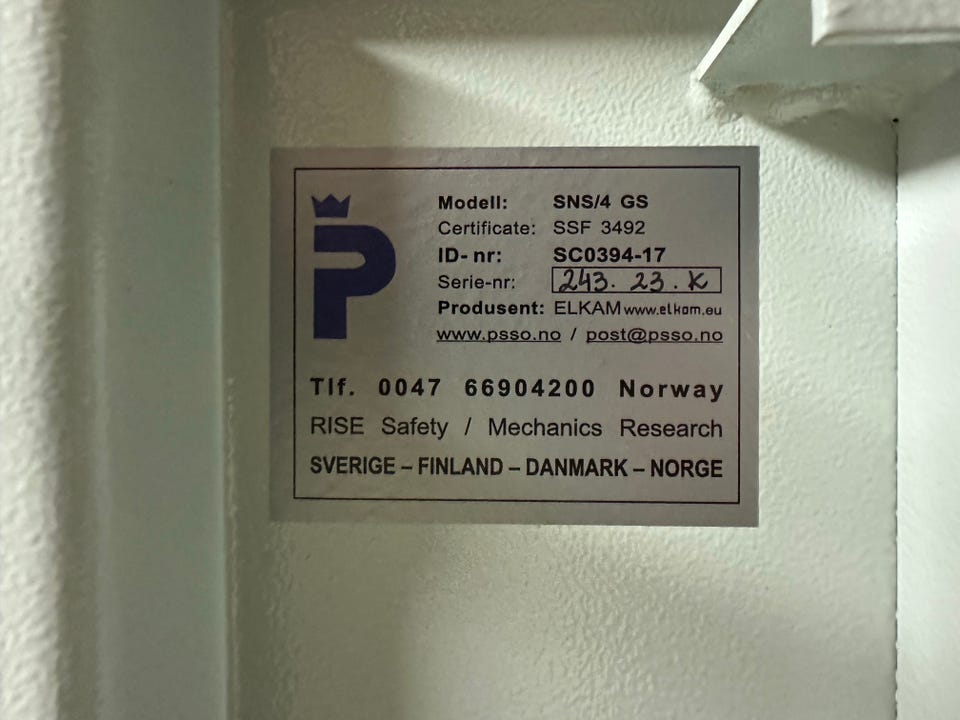 P
Modell: SNS/4 GS
Certificate: SSF 3492
ID- nr: SC0394-17
Serie-nr: 243. 23. K
Produsent: ELKAM www.elkam.eu
www.psso.no / post@psso.no
Tlf. 0047 66904200 Norway
RISE Safety / Mechanics Research
SVERIGE – FINLAND – DANMARK – NORGE